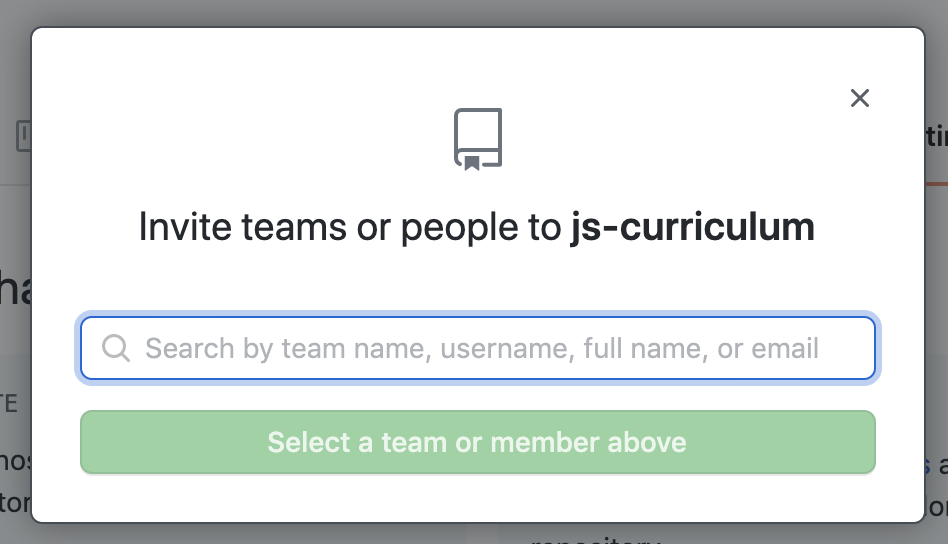 Invite teams or people to js-curriculum
Search by team name, username, full name, or email
Select a team or member above